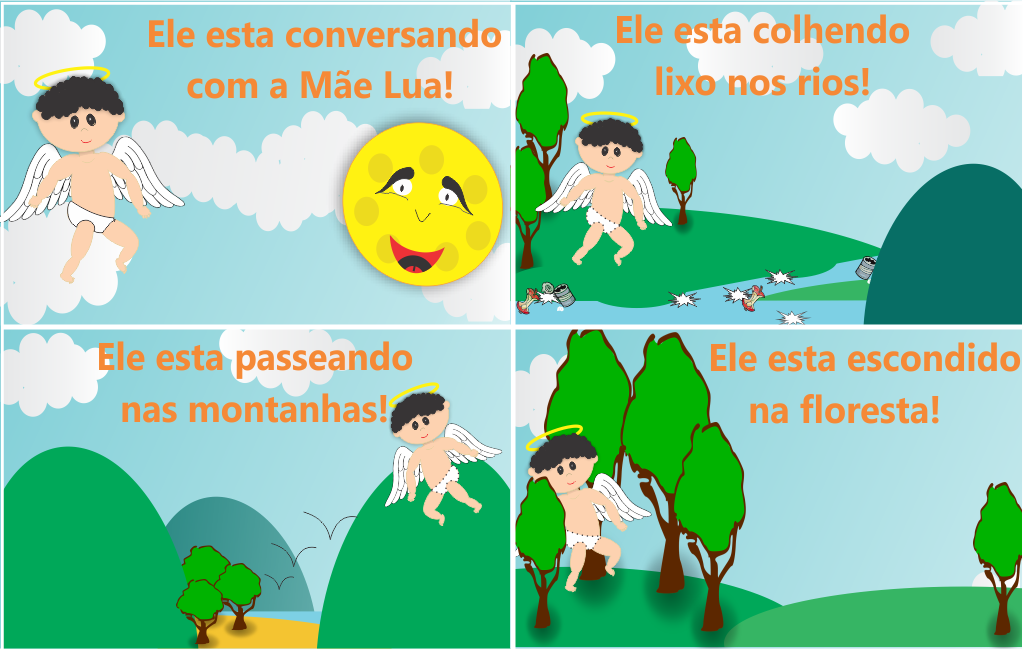 Ele esta conversando
com a Mãe Lua!
Ele esta colhendo
lixo nos rios!
Ele esta passeando
nas montanhas!
Ele esta escondido
na floresta!